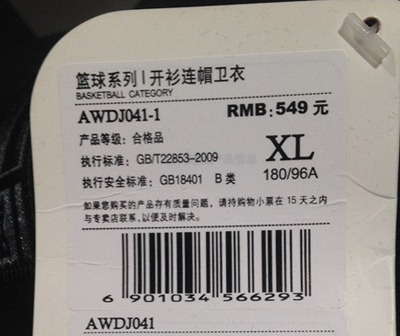 篮球系列 | 开衫连帽卫衣
BASKETBALL CATEGORY
AWDJ041-1 RMB: 549 元
产品等级: 合格品
执行标准: GB/T22853-2009 XL
执行安全标准: GB18401 B 类 180/96A
如果您购买的产品存有质量问题，请持购物小票在 15 天之内
与专卖店联系,以便及时解决。
6 901034 566293
AWDJ041